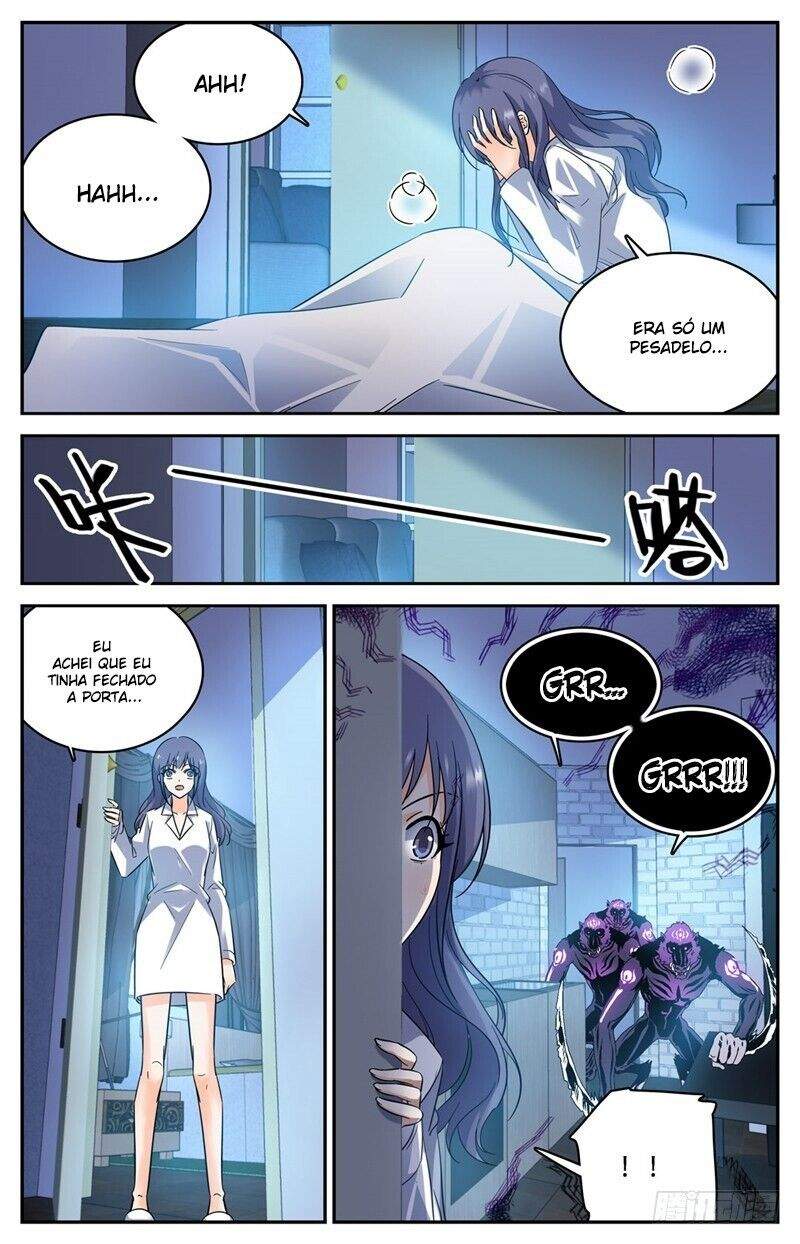 AHH!
HAHH...
ERA SÓ UM
PESADELO...
咔
嗒
EU
ACHEI QUE EU
TINHA FECHADO
A PORTA...
GRR...
GRRR!!!
! !